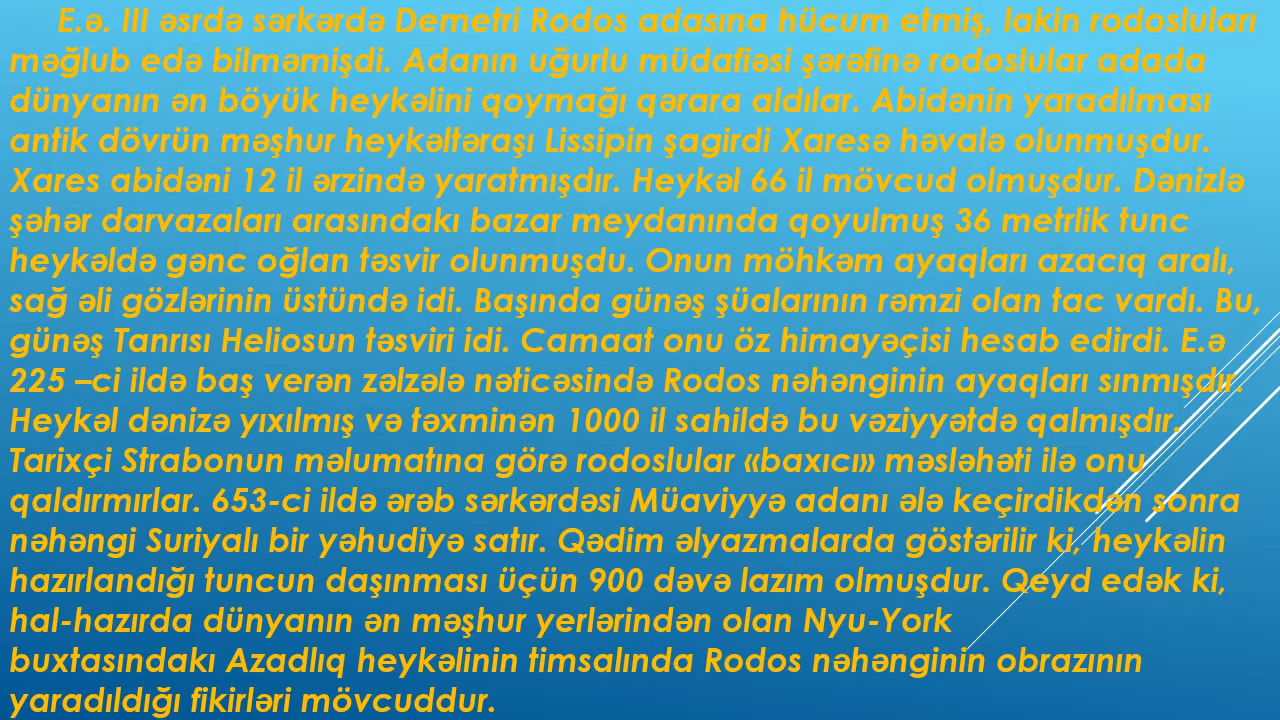 E.ə. III əsrdə sərkərdə Demetri Rodos adasına hücum etmiş, lakin rodosluları
məğlub edə bilməmişdi. Adanın uğurlu müdafiəsi şərəfinə rodoslular adada
dünyanın ən böyük heykəlini qoymağı qərara aldılar. Abidənin yaradılması
antik dövrün məşhur heykəltəraşı Lissipin şagirdi Xaresə həvalə olunmuşdur.
Xares abidəni 12 il ərzində yaratmışdır. Heykəl 66 il mövcud olmuşdur. Dənizlə
şəhər darvazaları arasındakı bazar meydanında qoyulmuş 36 metrlik tunc
heykəldə gənc oğlan təsvir olunmuşdu. Onun möhkəm ayaqları azacıq aralı,
sağ əli gözlərinin üstündə idi. Başında günəş şüalarının rəmzi olan tac vardı. Bu,
günəş Tanrısı Heliosun təsviri idi. Camaat onu öz himayəçisi hesab edirdi. E.ə
225 –ci ildə baş verən zəlzələ nəticəsində Rodos nəhənginin ayaqları sınmışdır.
Heykəl dənizə yıxılmış və təxminən 1000 il sahildə bu vəziyyətdə qalmışdır.
Tarixçi Strabonun məlumatına görə rodoslular «baxıcı» məsləhəti ilə onu
qaldırmırlar. 653-ci ildə ərəb sərkərdəsi Müaviyyə adanı ələ keçirdikdən sonra
nəhəngi Suriyalı bir yəhudiyə satır. Qədim əlyazmalarda göstərilir ki, heykəlin
hazırlandığı tuncun daşınması üçün 900 dəvə lazım olmuşdur. Qeyd edək ki,
hal-hazırda dünyanın ən məşhur yerlərindən olan Nyu-York
buxtasındakı Azadlıq heykəlinin timsalında Rodos nəhənginin obrazının
yaradıldığı fikirləri mövcuddur.